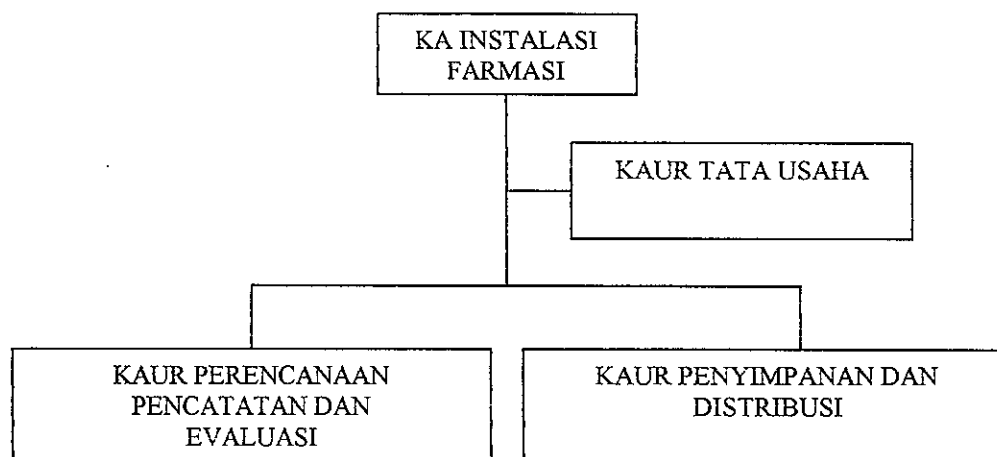 KA INSTALASI
FARMASI
KAUR TATA USAHA
KAUR PERENCANAAN
PENCATATAN DAN
EVALUASI
KAUR PENYIMPANAN DAN
DISTRIBUSI